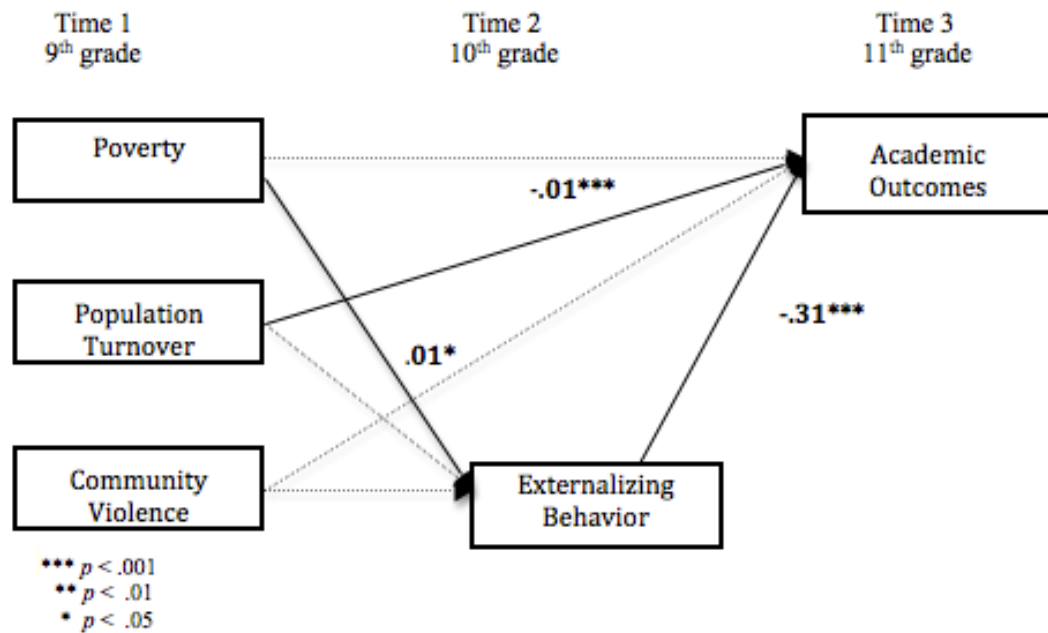 Time 1
9th grade
Time 2
10th grade
Time 3
11th grade
Poverty
Academic
Outcomes
-.01***
Population
Turnover
-.31***
.01*
Community
Violence
Externalizing
Behavior
*** p < .001
** p < .01
* p < .05